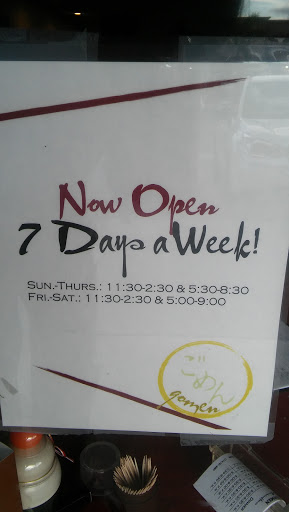 Now Open
7 Days a Week!
Sun.-Thurs.: 11:30-2:30 & 5:30-8:30
Fri.-Sat.: 11:30-2:30 & 5:00-9:00
ごめん
gomen